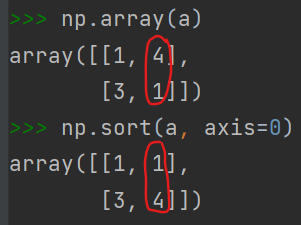 >>> np.array(a)
array([[1, 4],
       [3, 1]])
>>> np.sort(a, axis=0)
array([[1, 1],
       [3, 4]])